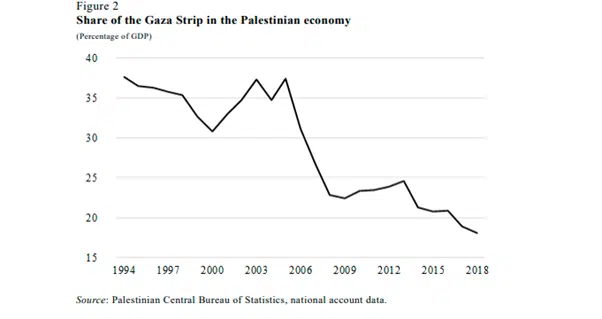 Figure 2
Share of the Gaza Strip in the Palestinian economy
(Percentage of GDP)
40
35
30
25
20
15
1994 1997 2000 2003 2006 2009 2012 2015 2018
Source: Palestinian Central Bureau of Statistics, national account data.